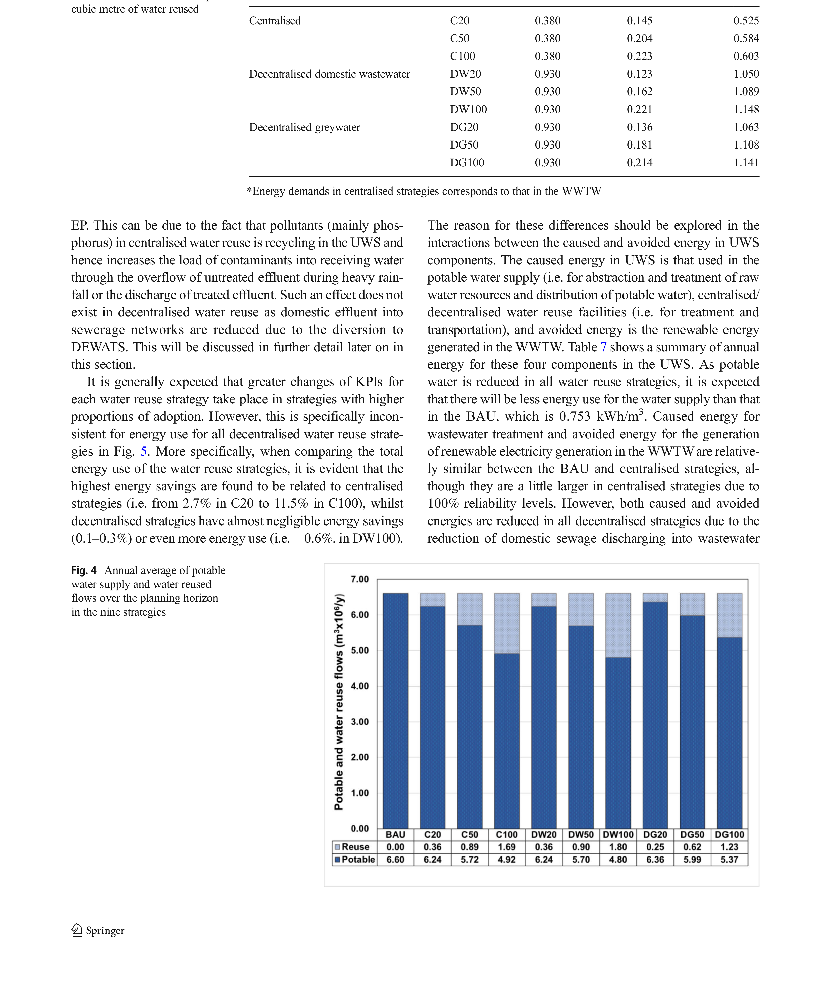 cubic metre of water reused
Centralised C20 0.380 0.145 0.525
C50 0.380 0.204 0.584
C100 0.380 0.223 0.603
Decentralised domestic wastewater DW20 0.930 0.123 1.050
DW50 0.930 0.162 1.089
DW100 0.930 0.221 1.148
Decentralised greywater DG20 0.930 0.136 1.063
DG50 0.930 0.181 1.108
DG100 0.930 0.214 1.141
*Energy demands in centralised strategies corresponds to that in the WWTW
EP. This can be due to the fact that pollutants (mainly phos-
phorus) in centralised water reuse is recycling in the UWS and
hence increases the load of contaminants into receiving water
through the overflow of untreated effluent during heavy rain-
fall or the discharge of treated effluent. Such an effect does not
exist in decentralised water reuse as domestic effluent into
sewerage networks are reduced due to the diversion to
DEWATS. This will be discussed in further detail later on in
this section.
It is generally expected that greater changes of KPIs for
each water reuse strategy take place in strategies with higher
proportions of adoption. However, this is specifically incon-
sistent for energy use for all decentralised water reuse strate-
gies in Fig. 5. More specifically, when comparing the total
energy use of the water reuse strategies, it is evident that the
highest energy savings are found to be related to centralised
strategies (i.e. from 2.7% in C20 to 11.5% in C100), whilst
decentralised strategies have almost negligible energy savings
(0.1–0.3%) or even more energy use (i.e. − 0.6%. in DW100).
The reason for these differences should be explored in the
interactions between the caused and avoided energy in UWS
components. The caused energy in UWS is that used in the
potable water supply (i.e. for abstraction and treatment of raw
water resources and distribution of potable water), centralised/
decentralised water reuse facilities (i.e. for treatment and
transportation), and avoided energy is the renewable energy
generated in the WWTW. Table 7 shows a summary of annual
energy for these four components in the UWS. As potable
water is reduced in all water reuse strategies, it is expected
that there will be less energy use for the water supply than that
in the BAU, which is 0.753 kWh/m³. Caused energy for
wastewater treatment and avoided energy for the generation
of renewable electricity generation in the WWTW are relative-
ly similar between the BAU and centralised strategies, al-
though they are a little larger in centralised strategies due to
100% reliability levels. However, both caused and avoided
energies are reduced in all decentralised strategies due to the
reduction of domestic sewage discharging into wastewater
Fig. 4 Annual average of potable
water supply and water reused
flows over the planning horizon
in the nine strategies
Potable and water reuse flows (m³x10⁶/y)
7.00
6.00
5.00
4.00
3.00
2.00
1.00
0.00
BAU C20 C50 C100 DW20 DW50 DW100 DG20 DG50 DG100
Reuse 0.00 0.36 0.89 1.69 0.36 0.90 1.80 0.25 0.62 1.23
Potable 6.60 6.24 5.72 4.92 6.24 5.70 4.80 6.36 5.99 5.37
Springer